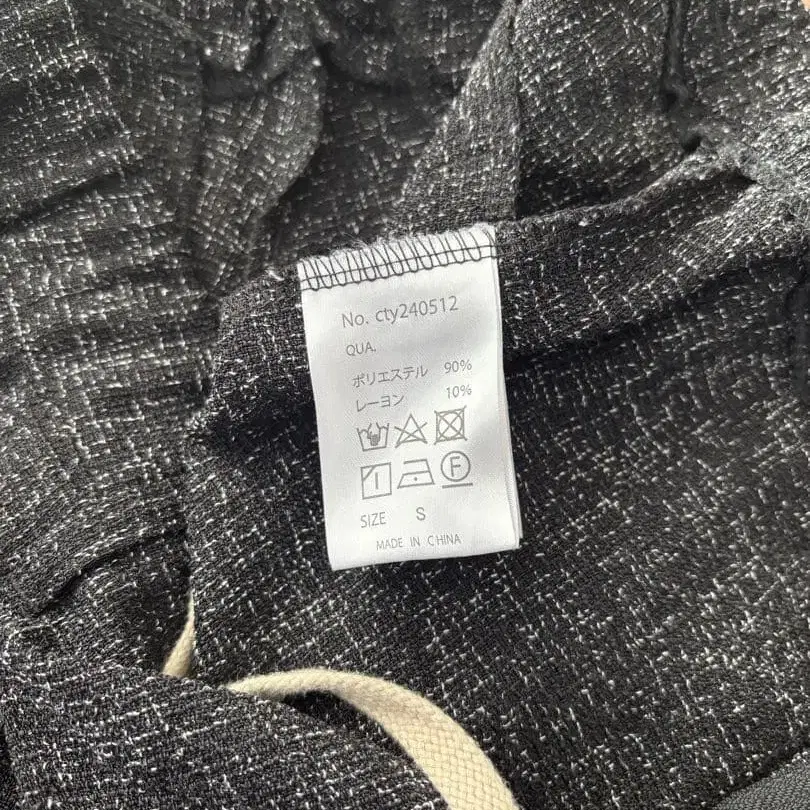 No. cty240512
QUA.
ポリエステル 90%
レーヨン 10%
F
SIZE S
MADE IN CHINA